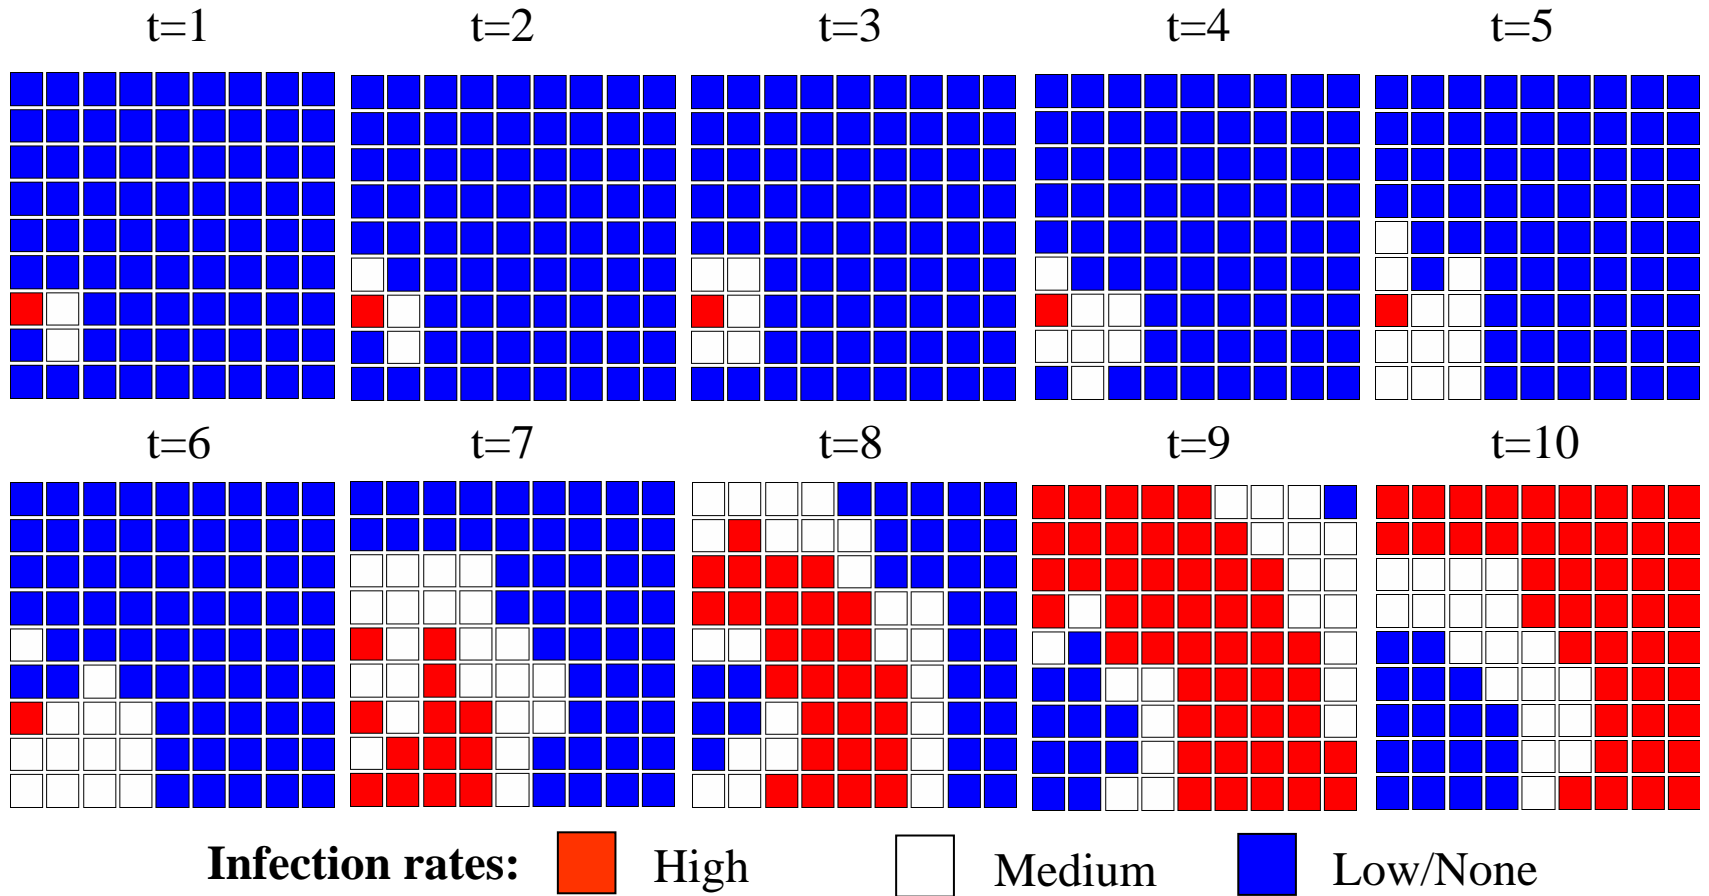 t=1 t=2 t=3 t=4 t=5
t=6 t=7 t=8 t=9 t=10
Infection rates: High Medium Low/None